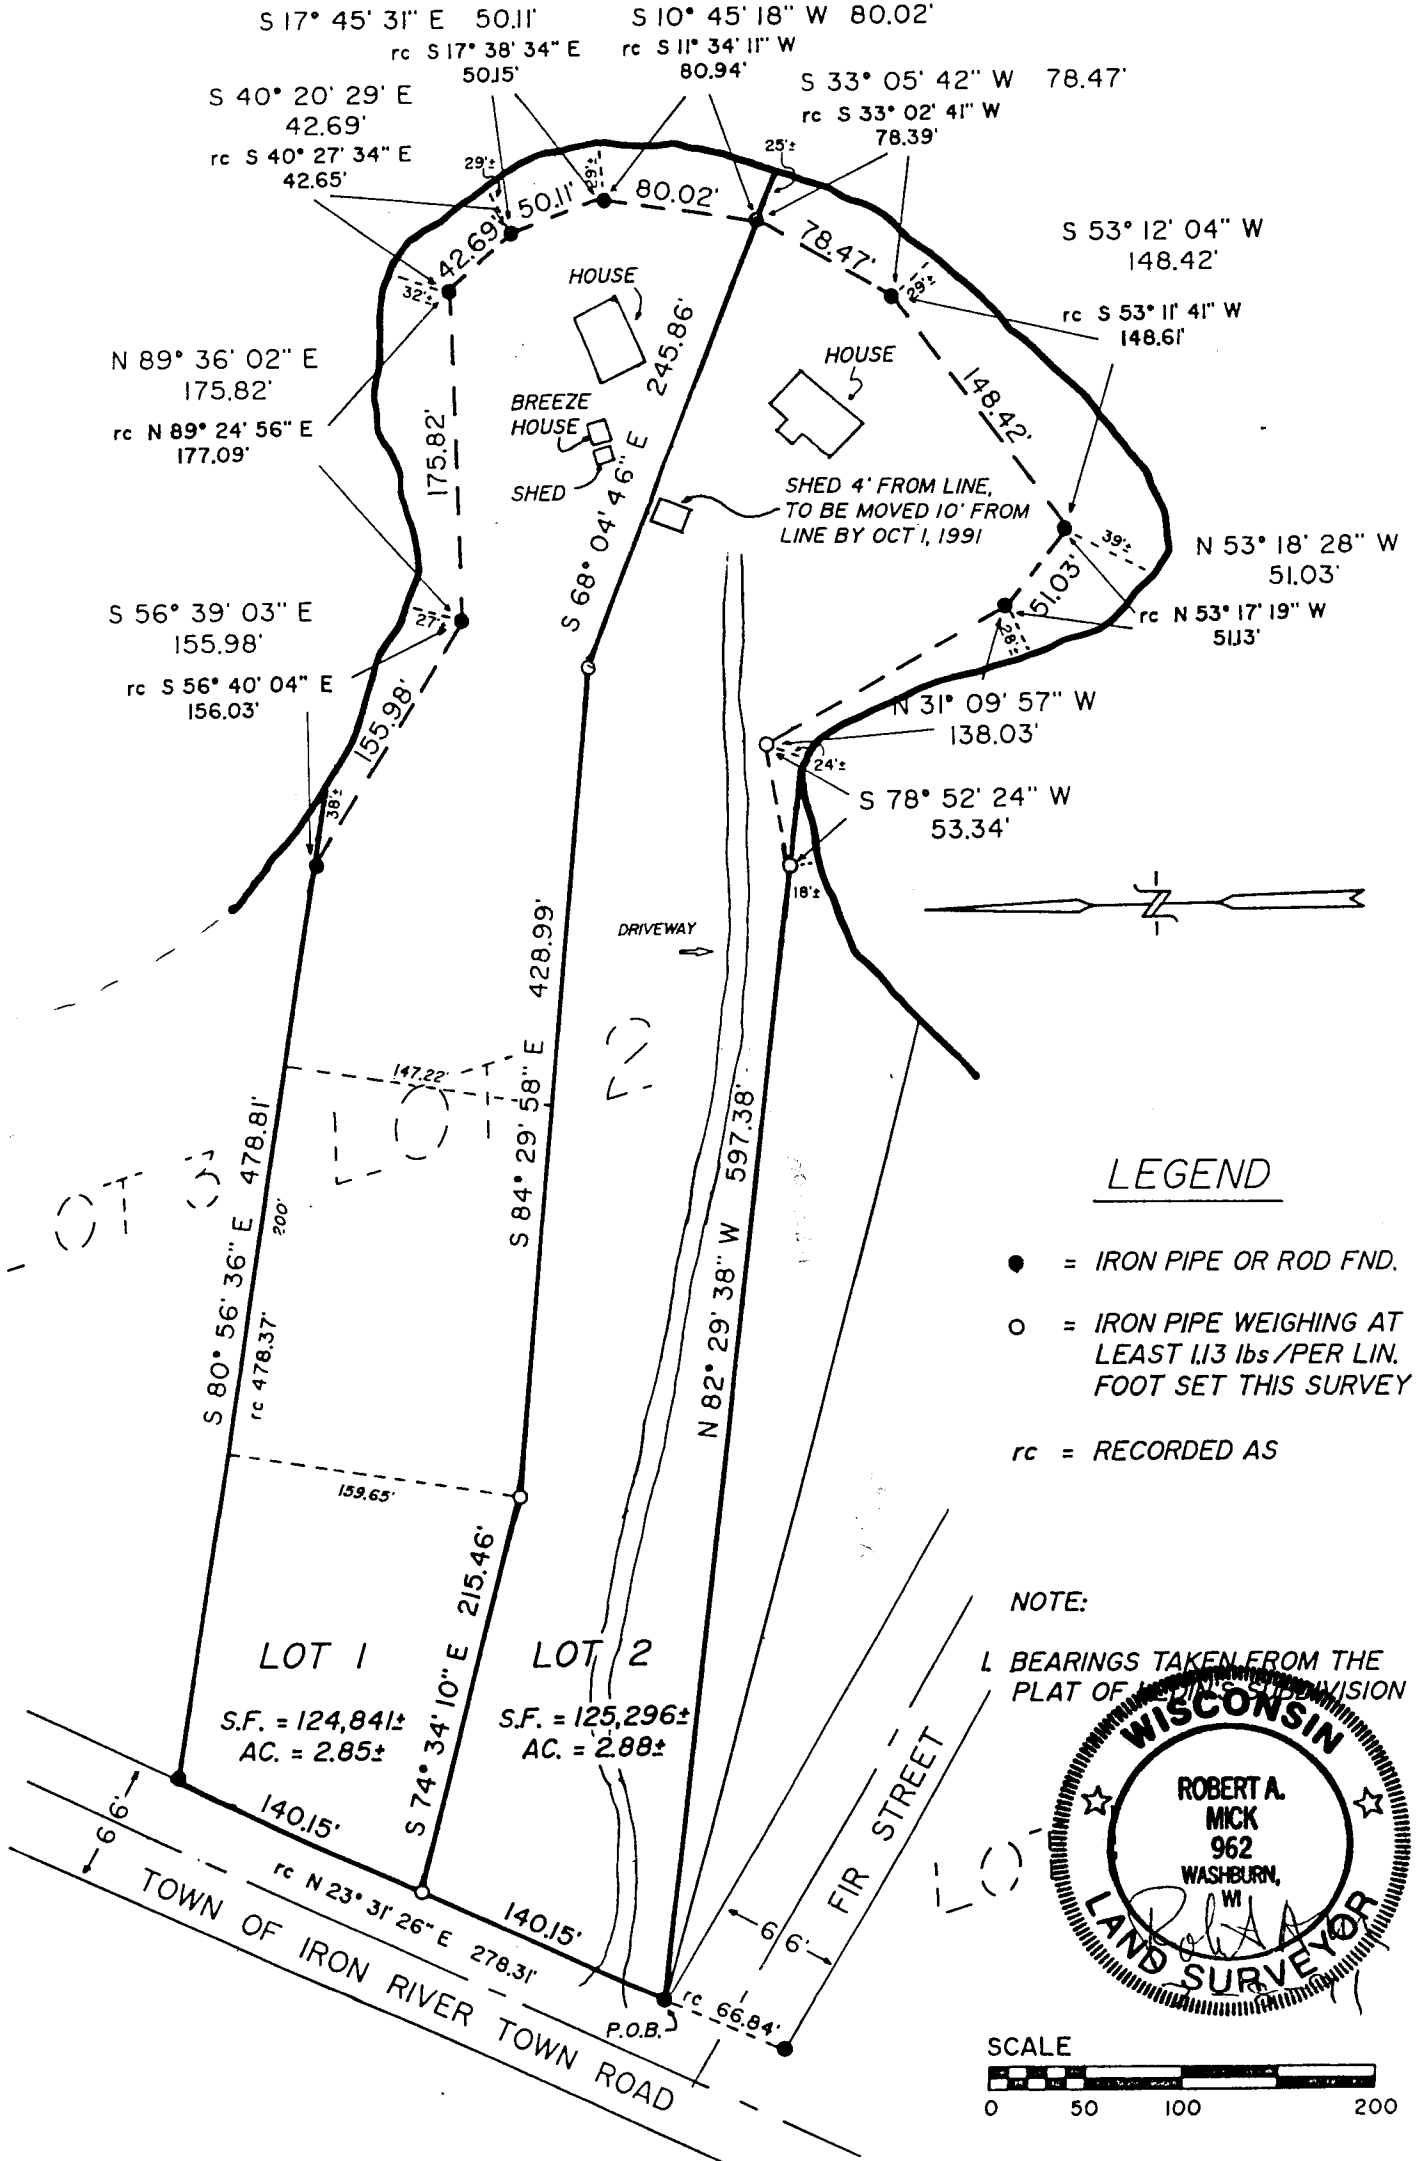 S 17° 45' 31" E 50.11'
rc S 17° 38' 34" E
50.15'
S 10° 45' 18" W 80.02'
rc S 11° 34' 11" W
80.94'
S 40° 20' 29" E
42.69'
rc S 40° 27' 34" E
42.65'
S 33° 05' 42" W 78.47'
rc S 33° 02' 41" W
78.39'
29'±
29'±
25'±
42.69'
50.11'
80.02'
78.47'
32'±
29'±
S 53° 12' 04" W
148.42'
rc S 53° 11' 41" W
148.61'
N 89° 36' 02" E
175.82'
rc N 89° 24' 56" E
177.09'
HOUSE
HOUSE
BREEZE
HOUSE
SHED
175.82'
S 68° 04' 46" E 245.86'
148.42'
SHED 4' FROM LINE,
TO BE MOVED 10' FROM
LINE BY OCT 1, 1991
39'±
N 53° 18' 28" W
51.03'
rc N 53° 17' 19" W
51.13'
51.03'
28'±
S 56° 39' 03" E
155.98'
rc S 56° 40' 04" E
156.03'
27'
155.98'
38'±
N 31° 09' 57" W
138.03'
24'±
S 78° 52' 24" W
53.34'
18'±
DRIVEWAY
N
S 84° 29' 58" E 428.99'
147.22'
LOT 2
OT 3
S 80° 56' 36" E 478.81'
rc 478.37'
200'
N 82° 29' 38" W 597.38'
159.65'
S 74° 34' 10" E 215.46'
LEGEND
= IRON PIPE OR ROD FND.
= IRON PIPE WEIGHING AT
LEAST 1.13 lbs/PER LIN.
FOOT SET THIS SURVEY
rc = RECORDED AS
NOTE:
1. BEARINGS TAKEN FROM THE
PLAT OF SUBDIVISION
LOT 1
S.F. = 124,841±
AC. = 2.85±
LOT 2
S.F. = 125,296±
AC. = 2.88±
140.15'
140.15'
rc N 23° 31' 26" E 278.31'
66'
TOWN OF IRON RIVER TOWN ROAD
P.O.B.
rc 66.84'
66'
FIR STREET
LO
WISCONSIN
ROBERT A.
MICK
962
WASHBURN,
WI
LAND SURVEYOR
SCALE
0 50 100 200